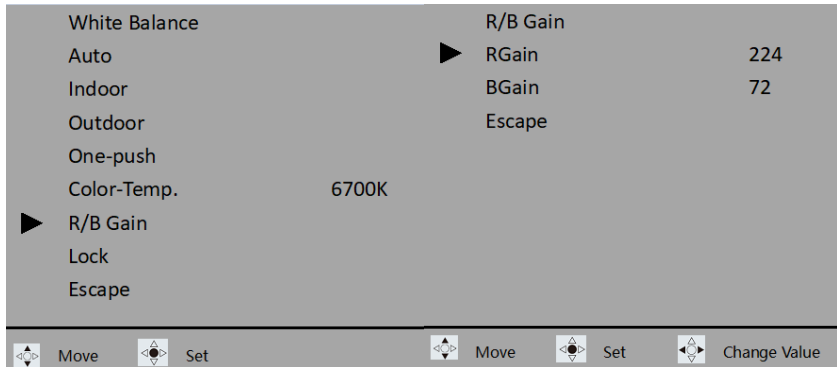 White Balance
Auto
Indoor
Outdoor
One-push
Color-Temp. 6700K
R/B Gain
Lock
Escape
Move Set
R/B Gain
RGain 224
BGain 72
Escape
Move Set Change Value